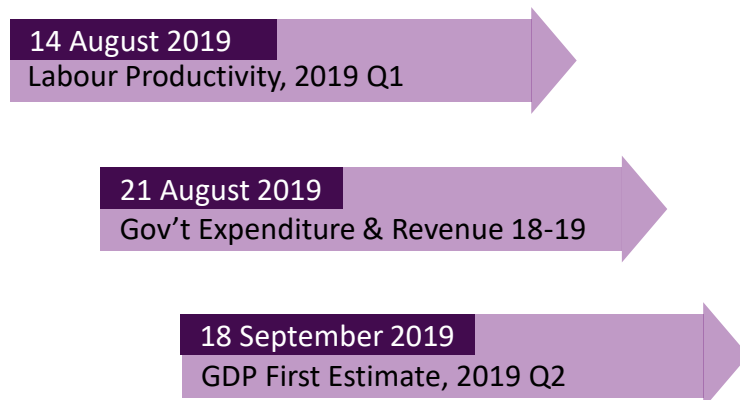 14 August 2019
Labour Productivity, 2019 Q1
21 August 2019
Gov’t Expenditure & Revenue 18-19
18 September 2019
GDP First Estimate, 2019 Q2